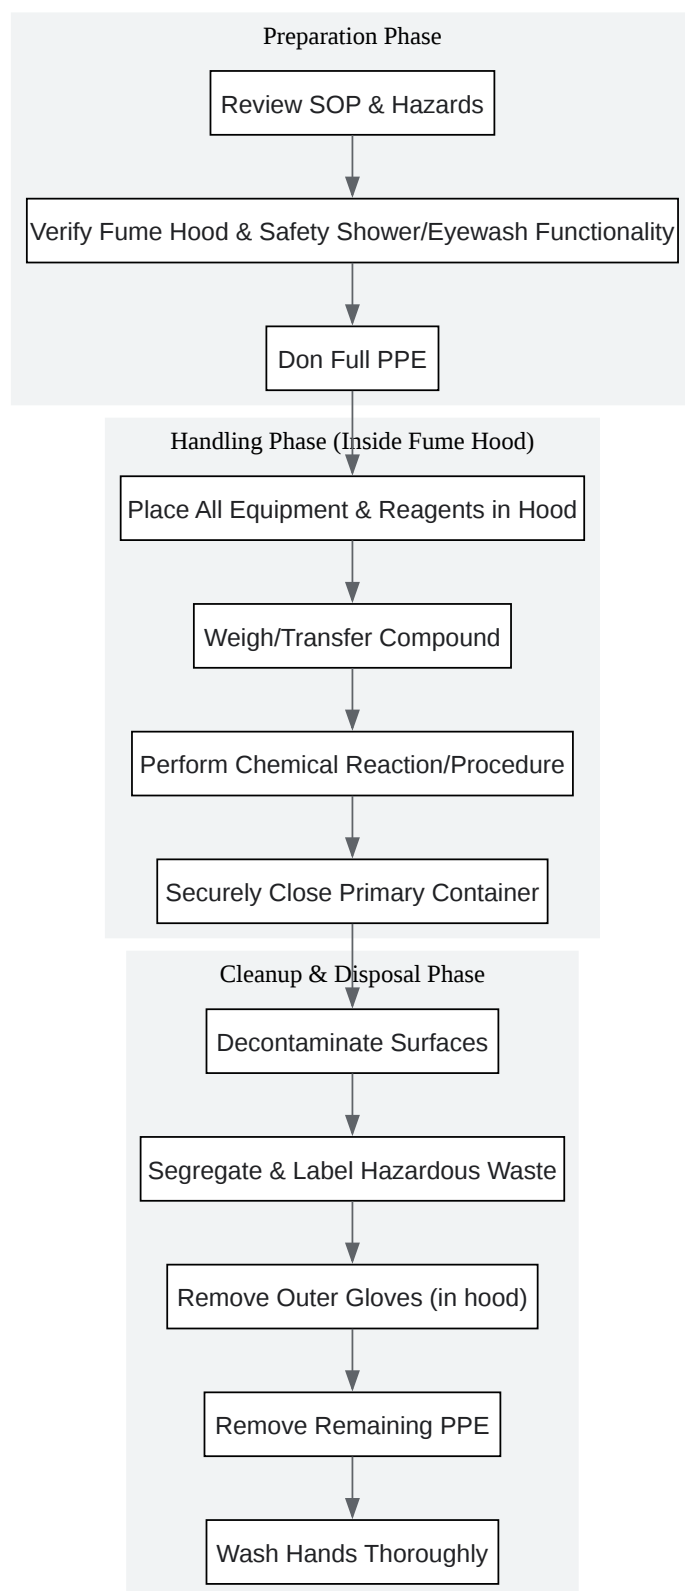 Preparation Phase
Review SOP & Hazards
Verify Fume Hood & Safety Shower/Eyewash Functionality
Don Full PPE
Handling Phase (Inside Fume Hood)
Place All Equipment & Reagents in Hood
Weigh/Transfer Compound
Perform Chemical Reaction/Procedure
Securely Close Primary Container
Cleanup & Disposal Phase
Decontaminate Surfaces
Segregate & Label Hazardous Waste
Remove Outer Gloves (in hood)
Remove Remaining PPE
Wash Hands Thoroughly